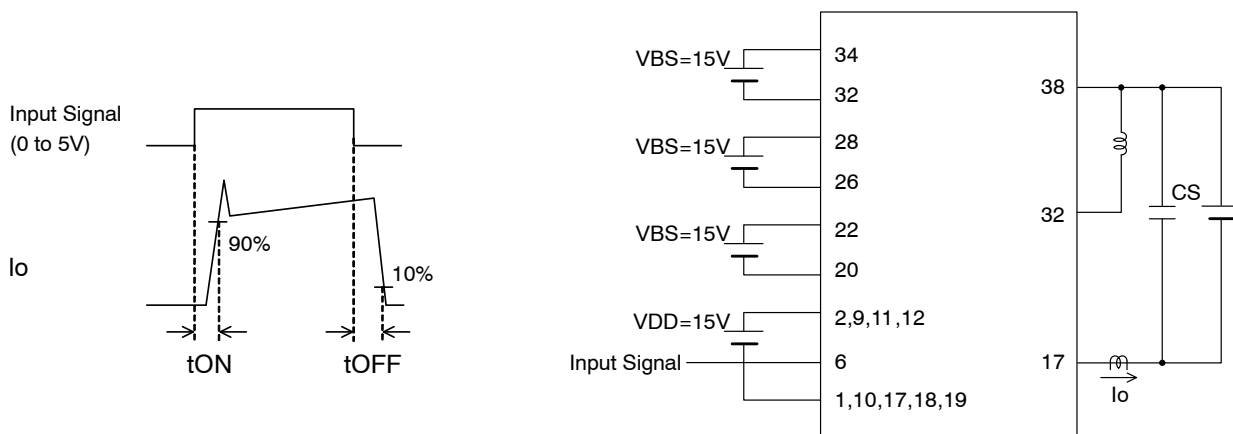 Input Signal
(0 to 5V)
Io
90%
10%
tON
tOFF
VBS=15V
34
32
VBS=15V
28
26
VBS=15V
22
20
VDD=15V
2,9,11,12
Input Signal
6
1,10,17,18,19
38
32
17
CS
Io